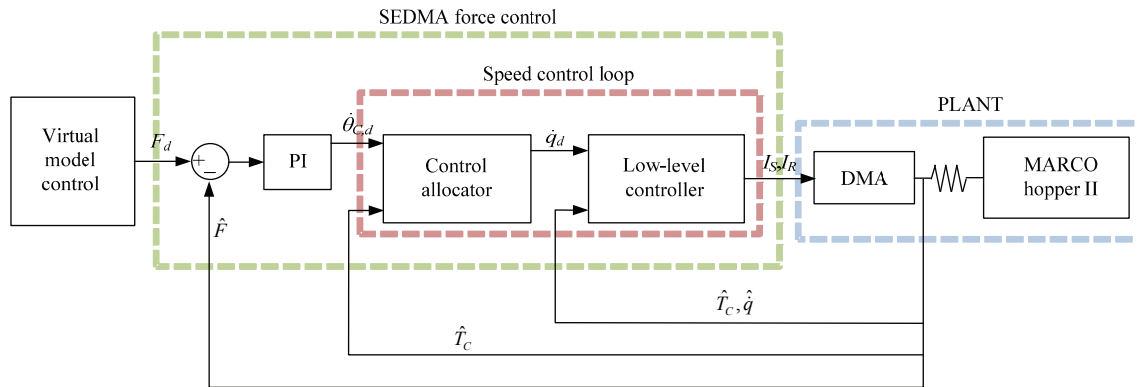 SEDMA force control
Speed control loop
PLANT
Virtual
model
control
F_d
+
−
PI
θ̇_{C,d}
Control
allocator
q̇_d
Low-level
controller
I_S, I_R
DMA
MARCO
hopper II
F̂
T̂_C, q̇̂
T̂_C